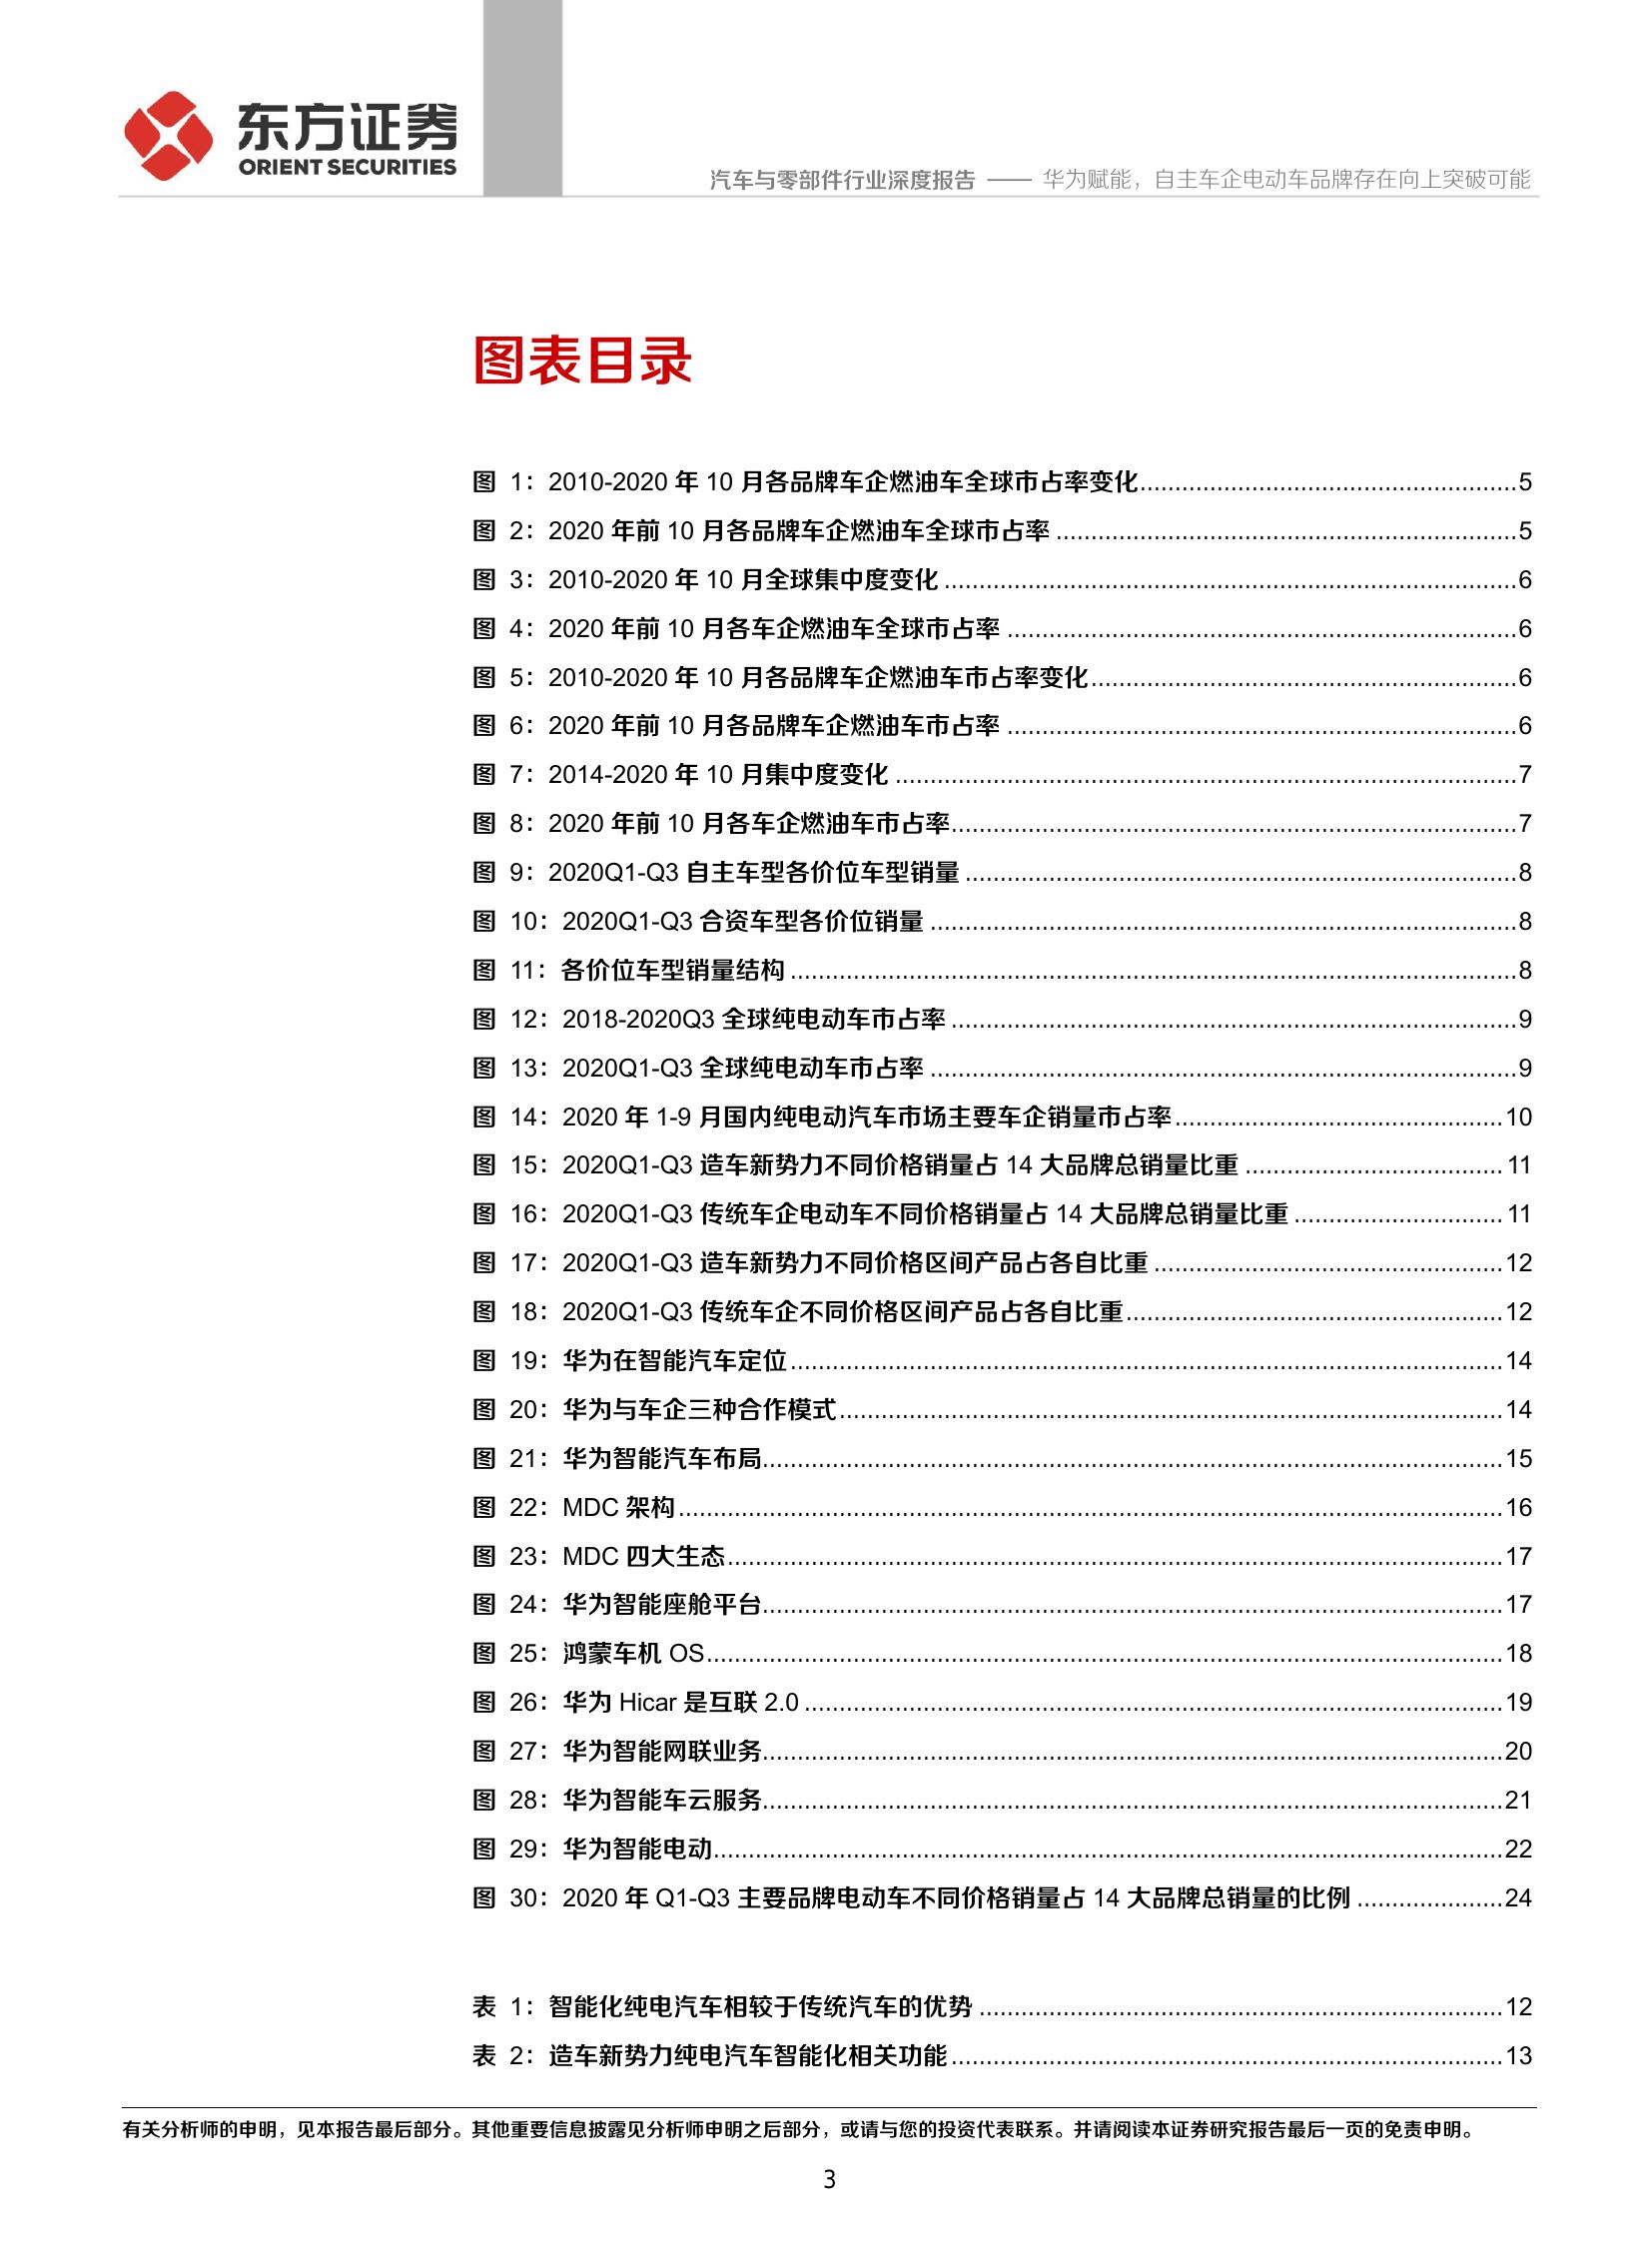 东方证券
ORIENT SECURITIES
汽车与零部件行业深度报告 —— 华为赋能，自主车企电动车品牌存在向上突破可能
图表目录
图 1：2010-2020 年 10 月各品牌车企燃油车全球市占率变化......................................................5
图 2：2020 年前 10 月各品牌车企燃油车全球市占率 ..................................................................5
图 3：2010-2020 年 10 月全球集中度变化 ..................................................................................6
图 4：2020 年前 10 月各车企燃油车全球市占率 .........................................................................6
图 5：2010-2020 年 10 月各品牌车企燃油车市占率变化.............................................................6
图 6：2020 年前 10 月各品牌车企燃油车市占率 .........................................................................6
图 7：2014-2020 年 10 月集中度变化 .........................................................................................7
图 8：2020 年前 10 月各车企燃油车市占率.................................................................................7
图 9：2020Q1-Q3 自主车型各价位车型销量 ...............................................................................8
图 10：2020Q1-Q3 合资车型各价位销量 ....................................................................................8
图 11：各价位车型销量结构 ........................................................................................................8
图 12：2018-2020Q3 全球纯电动车市占率 .................................................................................9
图 13：2020Q1-Q3 全球纯电动车市占率 ....................................................................................9
图 14：2020 年 1-9 月国内纯电动汽车市场主要车企销量市占率...............................................10
图 15：2020Q1-Q3 造车新势力不同价格销量占 14 大品牌总销量比重 .....................................11
图 16：2020Q1-Q3 传统车企电动车不同价格销量占 14 大品牌总销量比重 ..............................11
图 17：2020Q1-Q3 造车新势力不同价格区间产品占各自比重 ..................................................12
图 18：2020Q1-Q3 传统车企不同价格区间产品占各自比重......................................................12
图 19：华为在智能汽车定位......................................................................................................14
图 20：华为与车企三种合作模式...............................................................................................14
图 21：华为智能汽车布局..........................................................................................................15
图 22：MDC 架构......................................................................................................................16
图 23：MDC 四大生态...............................................................................................................17
图 24：华为智能座舱平台..........................................................................................................17
图 25：鸿蒙车机 OS..................................................................................................................18
图 26：华为 Hicar 是互联 2.0 ....................................................................................................19
图 27：华为智能网联业务..........................................................................................................20
图 28：华为智能车云服务..........................................................................................................21
图 29：华为智能电动.................................................................................................................22
图 30：2020 年 Q1-Q3 主要品牌电动车不同价格销量占 14 大品牌总销量的比例 .....................24
表 1：智能化纯电汽车相较于传统汽车的优势 ...........................................................................12
表 2：造车新势力纯电汽车智能化相关功能...............................................................................13
有关分析师的申明，见本报告最后部分。其他重要信息披露见分析师申明之后部分，或请与您的投资代表联系。并请阅读本证券研究报告最后一页的免责申明。
3